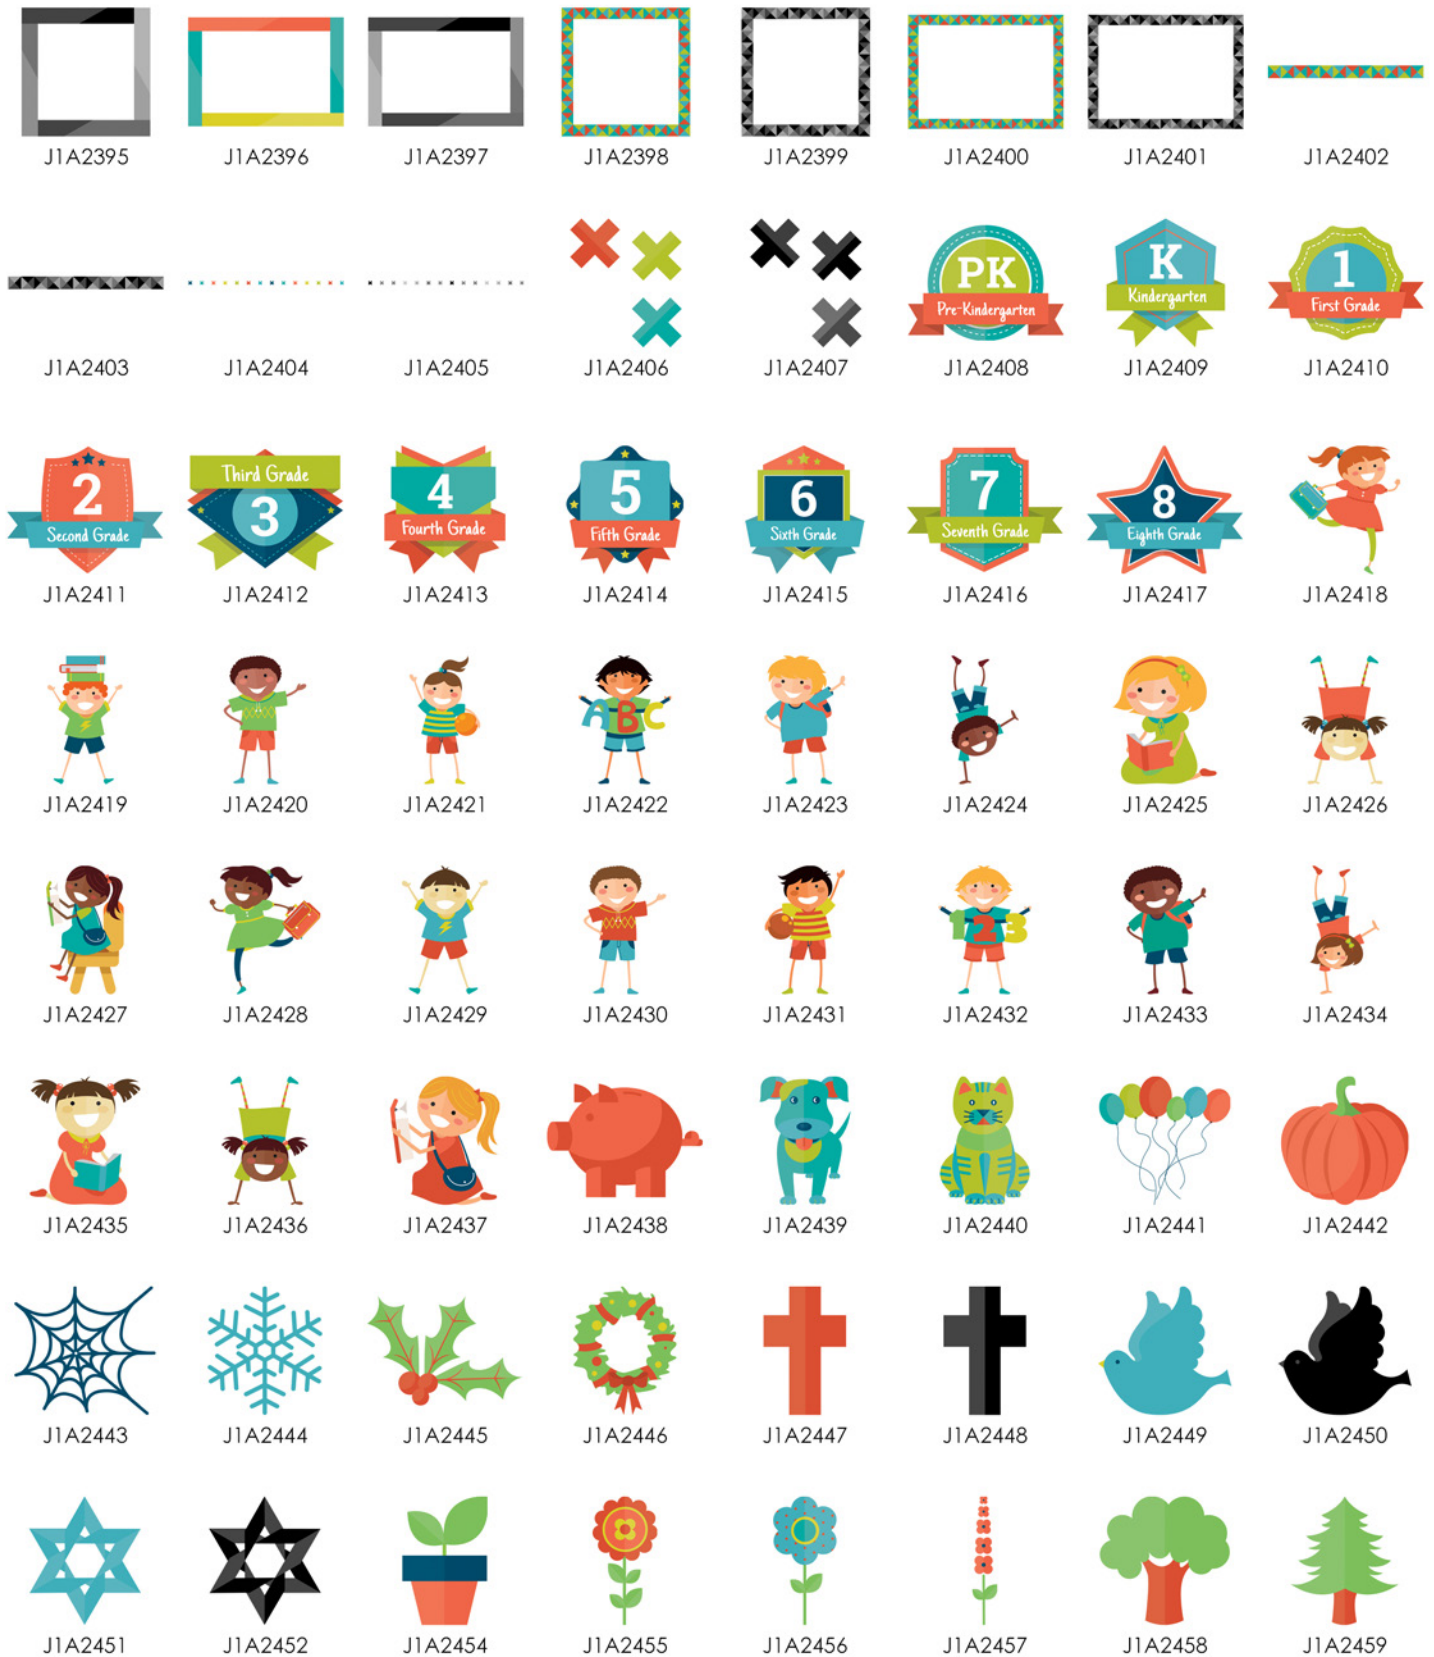 J1A2395 J1A2396 J1A2397 J1A2398 J1A2399 J1A2400 J1A2401 J1A2402
PK
Pre-Kindergarten
K
Kindergarten
1
First Grade
J1A2403 J1A2404 J1A2405 J1A2406 J1A2407 J1A2408 J1A2409 J1A2410
2
Second Grade
Third Grade
3
4
Fourth Grade
5
Fifth Grade
6
Sixth Grade
7
Seventh Grade
8
Eighth Grade
J1A2411 J1A2412 J1A2413 J1A2414 J1A2415 J1A2416 J1A2417 J1A2418
ABC
J1A2419 J1A2420 J1A2421 J1A2422 J1A2423 J1A2424 J1A2425 J1A2426
123
J1A2427 J1A2428 J1A2429 J1A2430 J1A2431 J1A2432 J1A2433 J1A2434
J1A2435 J1A2436 J1A2437 J1A2438 J1A2439 J1A2440 J1A2441 J1A2442
J1A2443 J1A2444 J1A2445 J1A2446 J1A2447 J1A2448 J1A2449 J1A2450
J1A2451 J1A2452 J1A2454 J1A2455 J1A2456 J1A2457 J1A2458 J1A2459